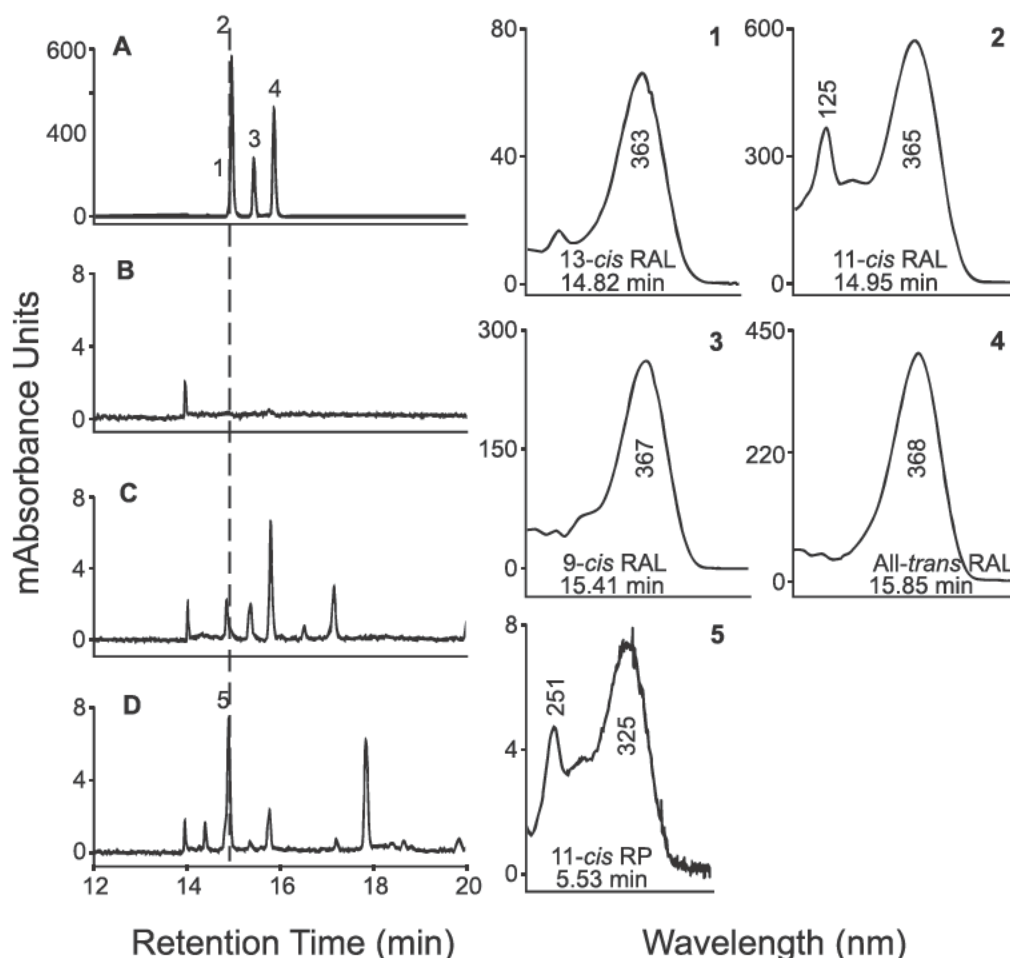 mAbsorbance Units
A
600
400
0
1
2
3
4
B
8
4
0
C
8
4
0
D
8
4
0
5
12
14
16
18
20
Retention Time (min)
1
80
40
0
363
13-cis RAL
14.82 min
2
600
300
0
125
365
11-cis RAL
14.95 min
3
300
150
0
367
9-cis RAL
15.41 min
4
450
220
0
368
All-trans RAL
15.85 min
5
8
4
0
251
325
11-cis RP
5.53 min
Wavelength (nm)